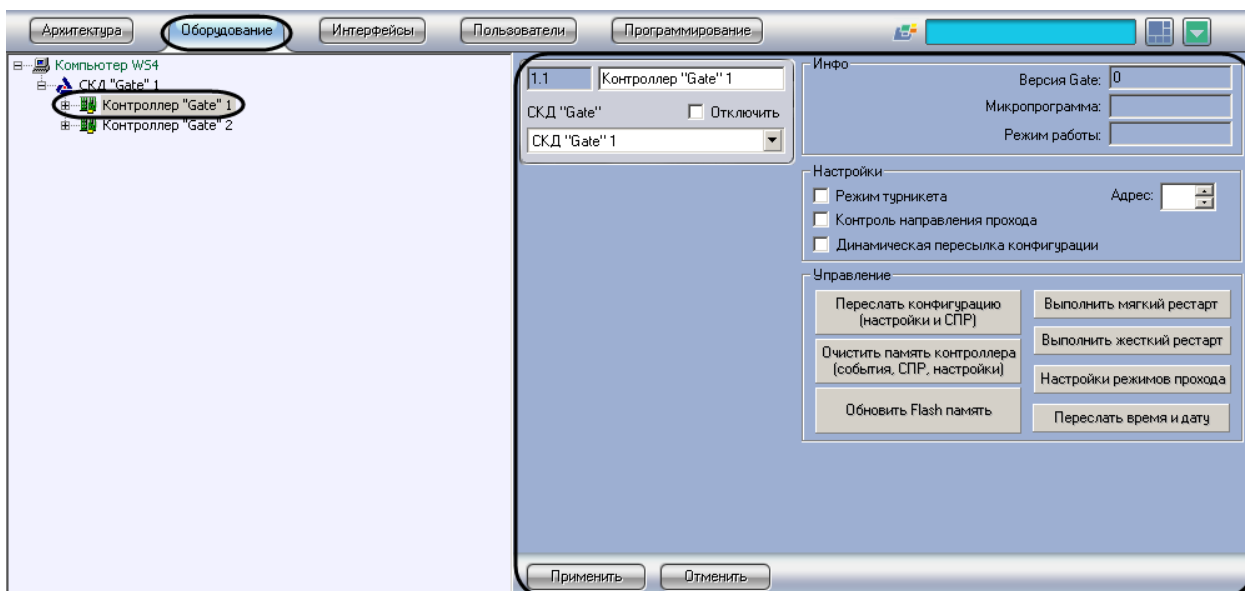 Архитектура Оборудование Интерфейсы Пользователи Программирование
Компьютер WS4
СКД "Gate" 1
Контроллер "Gate" 1
Контроллер "Gate" 2
1.1 Контроллер "Gate" 1
СКД "Gate" Отключить
СКД "Gate" 1
Инфо
Версия Gate: 0
Микропрограмма:
Режим работы:
Настройки
Режим турникета Адрес:
Контроль направления прохода
Динамическая пересылка конфигурации
Управление
Переслать конфигурацию
(настройки и СПР)
Очистить память контроллера
(события, СПР, настройки)
Обновить Flash память
Выполнить мягкий рестарт
Выполнить жесткий рестарт
Настройки режимов прохода
Переслать время и дату
Применить Отменить